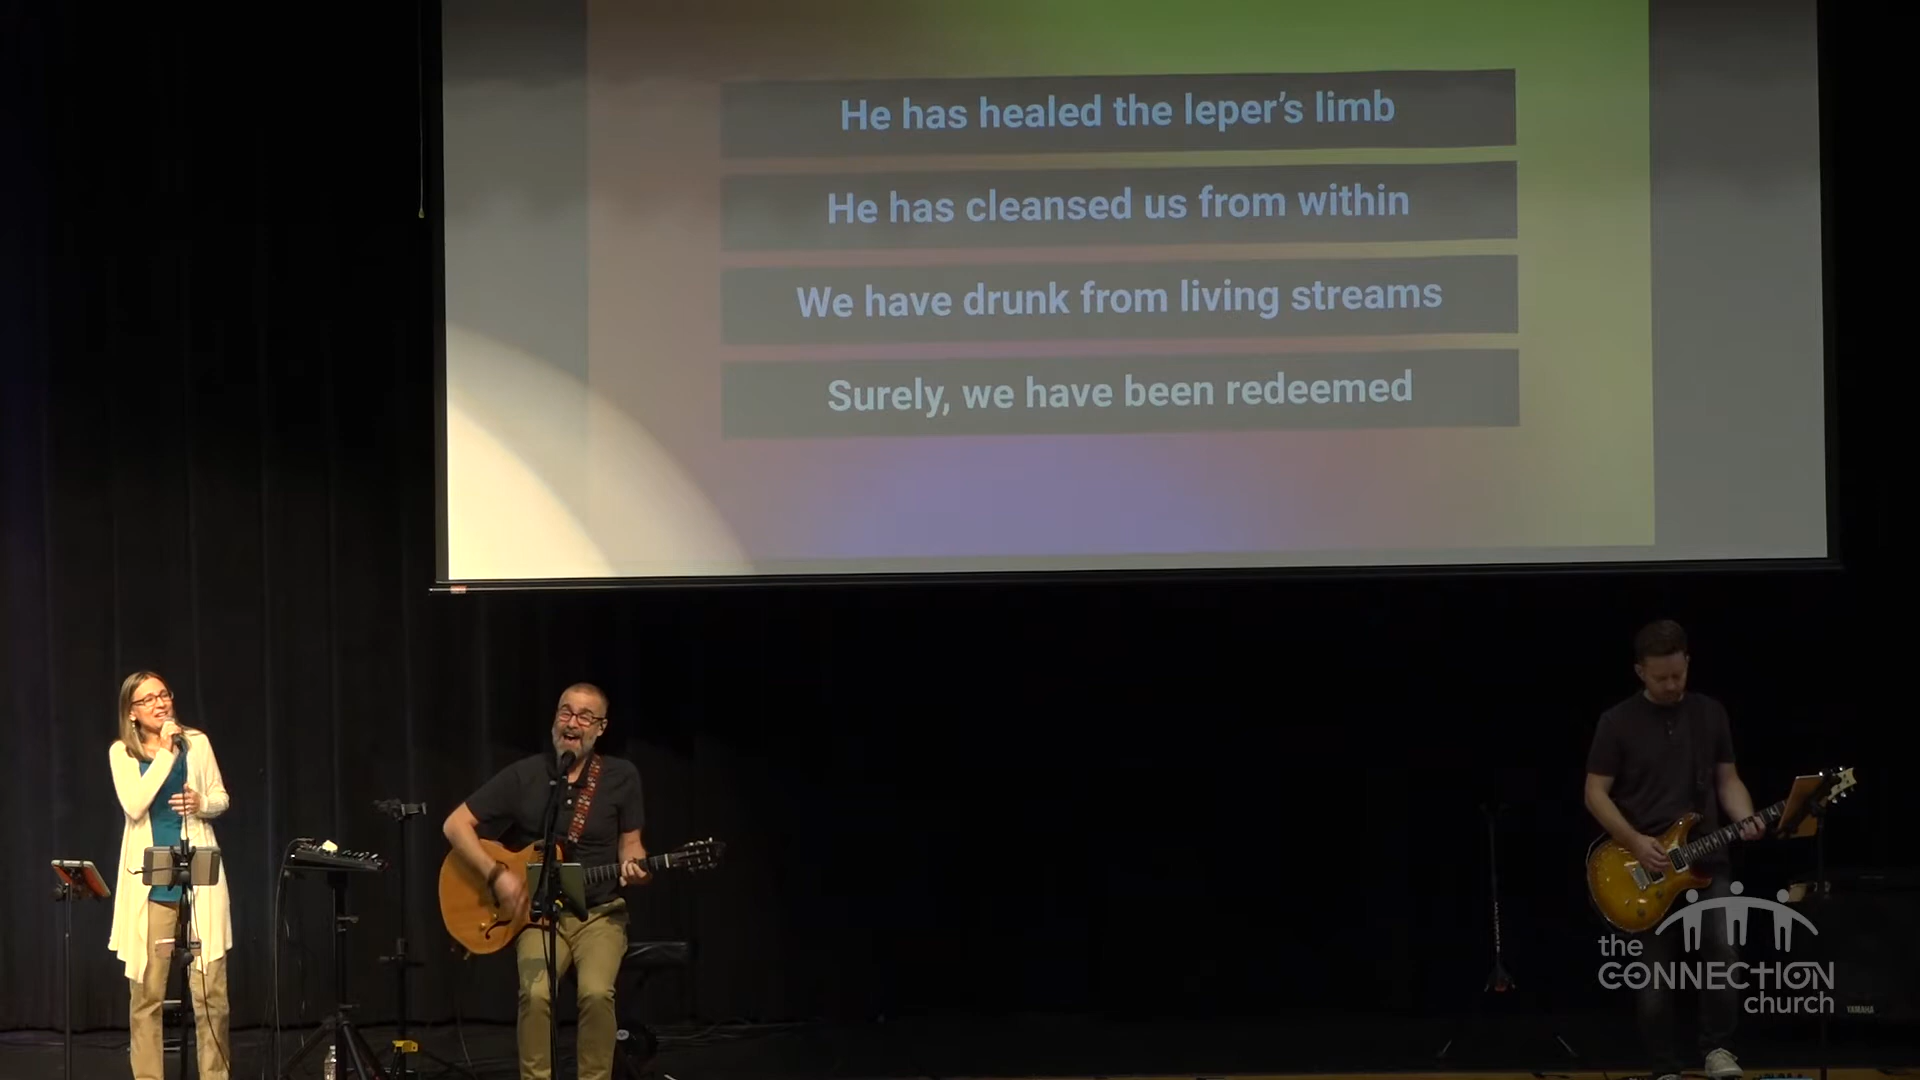 He has healed the leper's limb
He has cleansed us from within
We have drunk from living streams
Surely, we have been redeemed
the
CONNECTION
church
YAMAHA